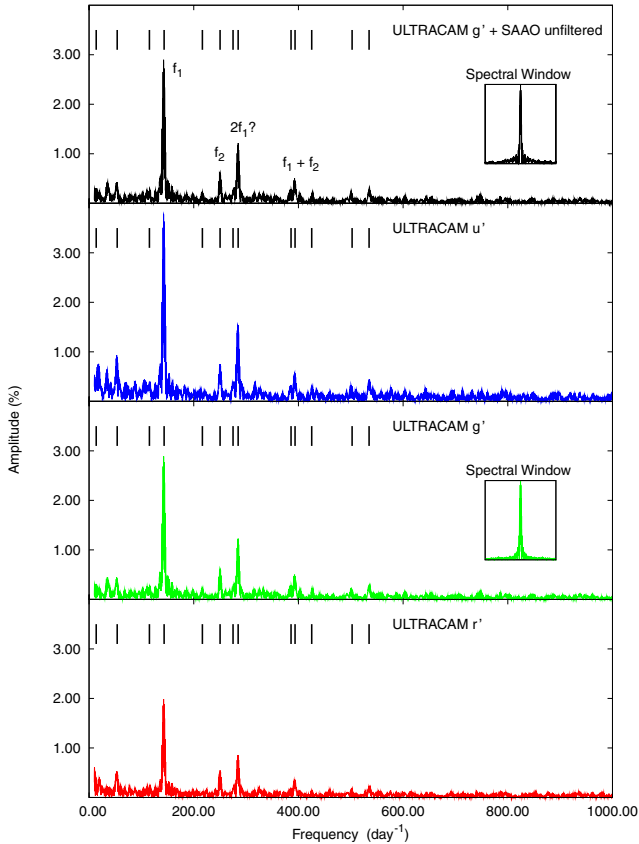 ULTRACAM g' + SAAO unfiltered
3.00
f1
Spectral Window
2.00
2f1?
1.00
f2
f1 + f2
ULTRACAM u'
3.00
2.00
1.00
Amplitude (%)
ULTRACAM g'
3.00
Spectral Window
2.00
1.00
ULTRACAM r'
3.00
2.00
1.00
0.00 200.00 400.00 600.00 800.00 1000.00
Frequency (day-1)